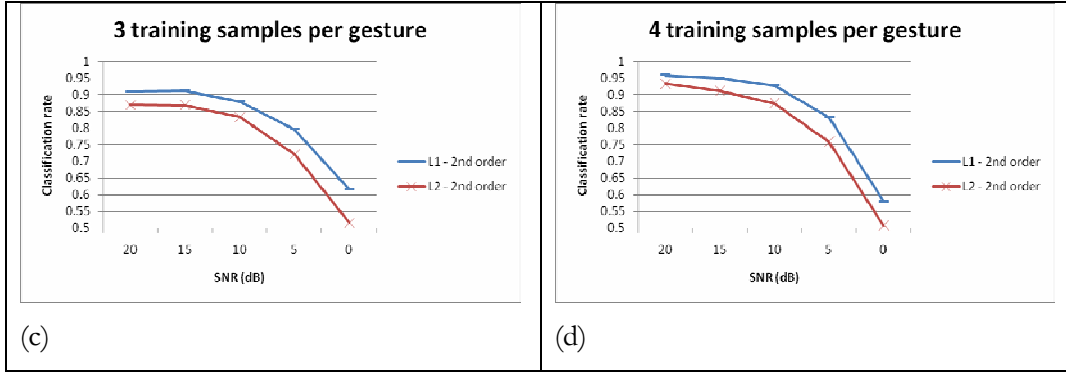 3 training samples per gesture
Classification rate
1
0.95
0.9
0.85
0.8
0.75
0.7
0.65
0.6
0.55
0.5
20 15 10 5 0
SNR (dB)
L1 - 2nd order
L2 - 2nd order
(c)
4 training samples per gesture
Classification rate
1
0.95
0.9
0.85
0.8
0.75
0.7
0.65
0.6
0.55
0.5
20 15 10 5 0
SNR (dB)
L1 - 2nd order
L2 - 2nd order
(d)